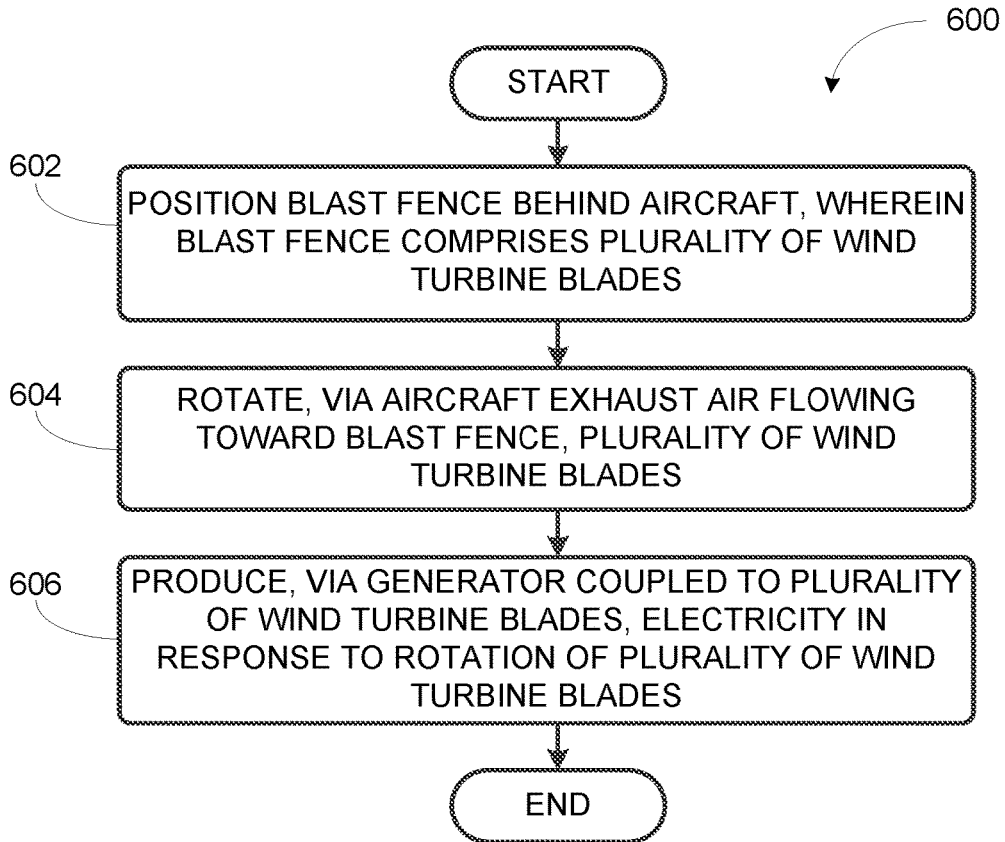 600
START
602
POSITION BLAST FENCE BEHIND AIRCRAFT, WHEREIN
BLAST FENCE COMPRISES PLURALITY OF WIND
TURBINE BLADES
604
ROTATE, VIA AIRCRAFT EXHAUST AIR FLOWING
TOWARD BLAST FENCE, PLURALITY OF WIND
TURBINE BLADES
606
PRODUCE, VIA GENERATOR COUPLED TO PLURALITY
OF WIND TURBINE BLADES, ELECTRICITY IN
RESPONSE TO ROTATION OF PLURALITY OF WIND
TURBINE BLADES
END